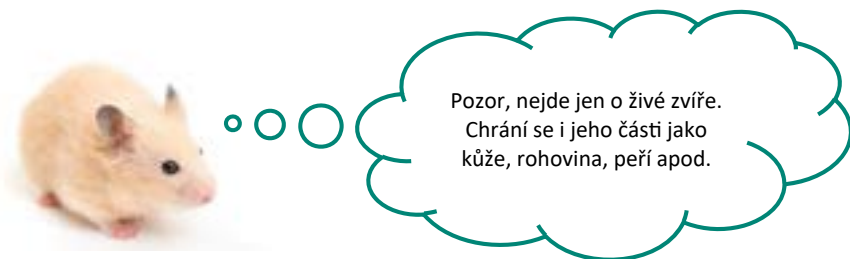 Pozor, nejde jen o živé zvíře.
Chrání se i jeho části jako
kůže, rohovina, peří apod.